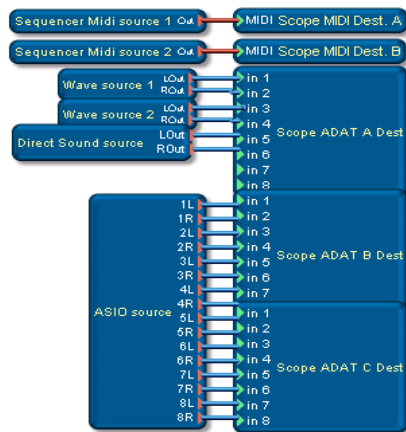 Sequencer Midi source 1 Out MIDI Scope MIDI Dest. A
Sequencer Midi source 2 Out MIDI Scope MIDI Dest. B
Wave source 1
LOut
ROut
Wave source 2
LOut
ROut
Direct Sound source
LOut
ROut
in 1
in 2
in 3
in 4
in 5
in 6
in 7
in 8
Scope ADAT A Dest
ASIO source
1L
1R
2L
2R
3L
3R
4L
4R
5L
5R
6L
6R
7L
7R
8L
8R
in 1
in 2
in 3
in 4
in 5
in 6
in 7
Scope ADAT B Dest
in 1
in 2
in 3
in 4
in 5
in 6
in 7
in 8
Scope ADAT C Dest